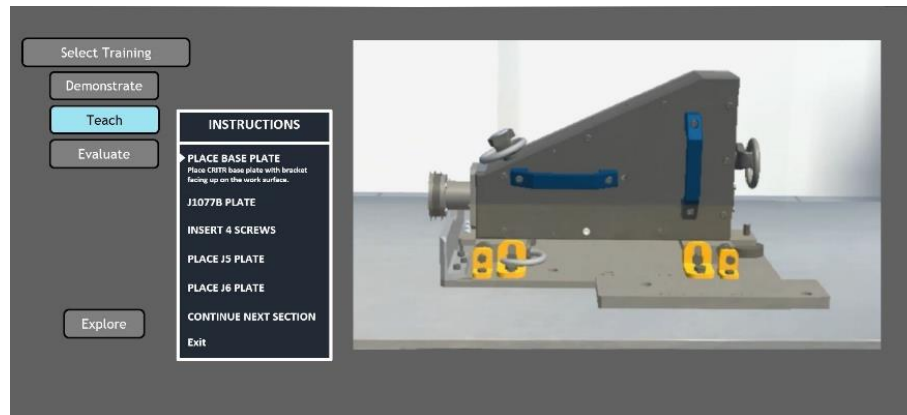 Select Training
Demonstrate
Teach
Evaluate
Explore
INSTRUCTIONS
PLACE BASE PLATE
Place CRITR base plate with bracket
facing up on the work surface.
J1077B PLATE
INSERT 4 SCREWS
PLACE J5 PLATE
PLACE J6 PLATE
CONTINUE NEXT SECTION
Exit